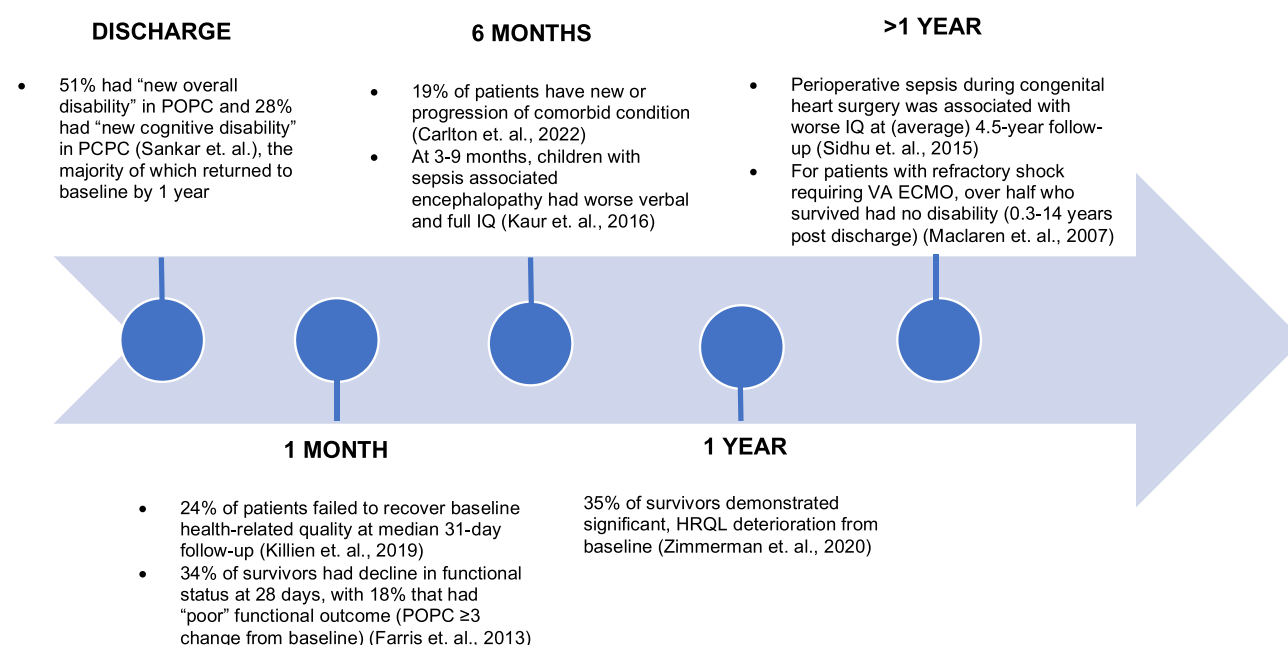 DISCHARGE
• 51% had “new overall
disability” in POPC and 28%
had “new cognitive disability”
in PCPC (Sankar et. al.), the
majority of which returned to
baseline by 1 year
6 MONTHS
• 19% of patients have new or
progression of comorbid condition
(Carlton et. al., 2022)
• At 3-9 months, children with
sepsis associated
encephalopathy had worse verbal
and full IQ (Kaur et. al., 2016)
>1 YEAR
• Perioperative sepsis during congenital
heart surgery was associated with
worse IQ at (average) 4.5-year follow-
up (Sidhu et. al., 2015)
• For patients with refractory shock
requiring VA ECMO, over half who
survived had no disability (0.3-14 years
post discharge) (Maclaren et. al., 2007)
1 MONTH
• 24% of patients failed to recover baseline
health-related quality at median 31-day
follow-up (Killien et. al., 2019)
• 34% of survivors had decline in functional
status at 28 days, with 18% that had
“poor” functional outcome (POPC ≥3
change from baseline) (Farris et. al., 2013)
1 YEAR
35% of survivors demonstrated
significant, HRQL deterioration from
baseline (Zimmerman et. al., 2020)